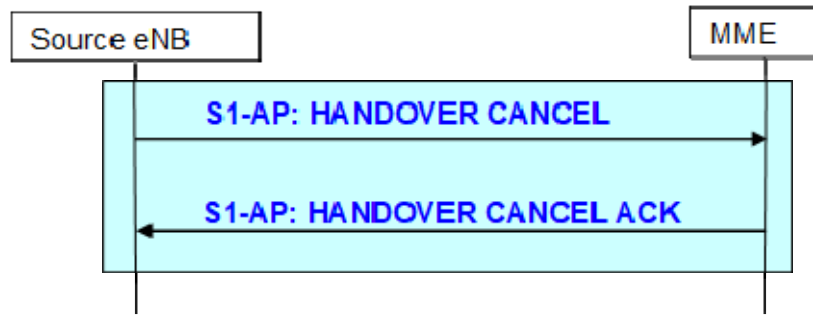 Source eNB
MME
S1-AP: HANDOVER CANCEL
S1-AP: HANDOVER CANCEL ACK